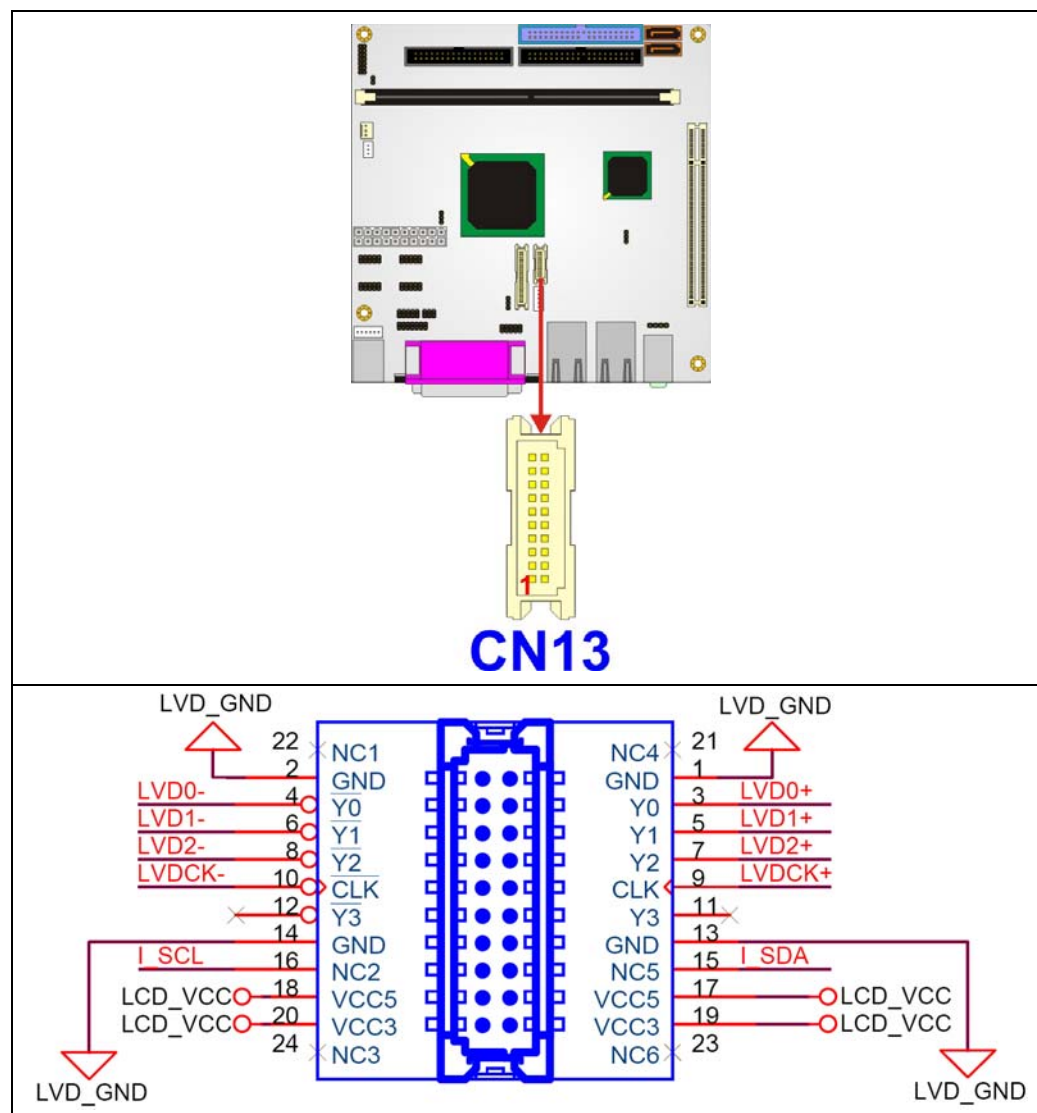 1
CN13
LVD_GND
LVD_GND
22 NC1 NC4 21
2 GND GND 1
LVD0- 4 Y0 Y0 3 LVD0+
LVD1- 6 Y1 Y1 5 LVD1+
LVD2- 8 Y2 Y2 7 LVD2+
LVDCK- 10 CLK CLK 9 LVDCK+
12 Y3 Y3 11
14 GND GND 13
I_SCL 16 NC2 NC5 15 I_SDA
LCD_VCC 18 VCC5 VCC5 17 LCD_VCC
LCD_VCC 20 VCC3 VCC3 19 LCD_VCC
24 NC3 NC6 23
LVD_GND
LVD_GND